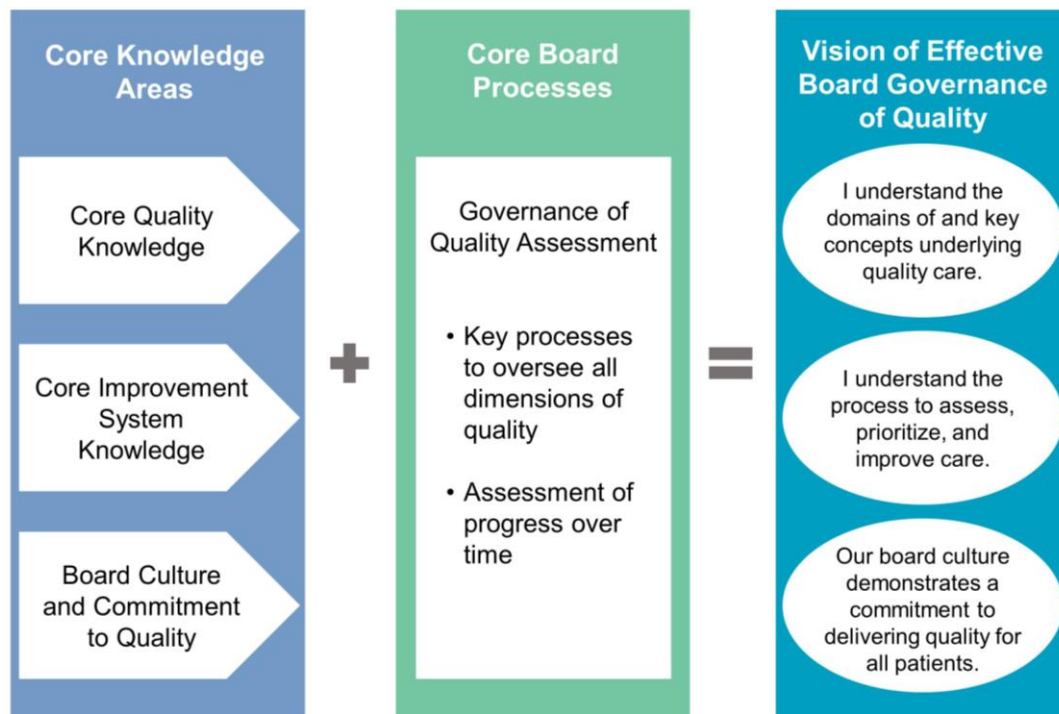 Core Knowledge
Areas
Core Quality
Knowledge
Core Improvement
System
Knowledge
Board Culture
and Commitment
to Quality
+
Core Board
Processes
Governance of
Quality Assessment
• Key processes
to oversee all
dimensions of
quality
• Assessment of
progress over
time
=
Vision of Effective
Board Governance
of Quality
I understand the
domains of and key
concepts underlying
quality care.
I understand the
process to assess,
prioritize, and
improve care.
Our board culture
demonstrates a
commitment to
delivering quality for
all patients.